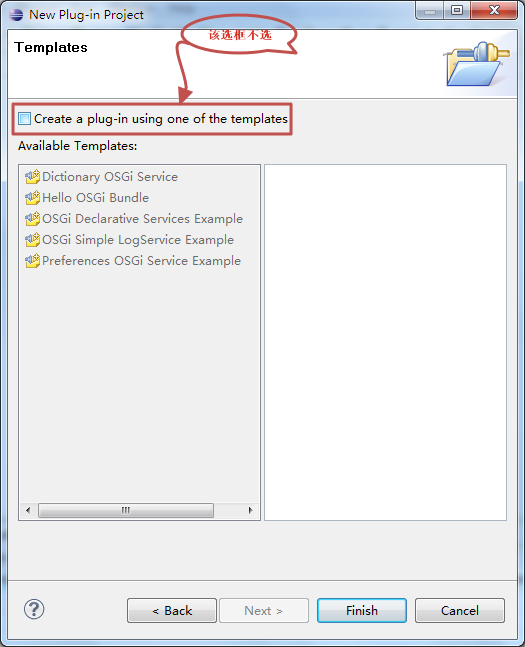 New Plug-in Project
该选框不选
Templates
Create a plug-in using one of the templates
Available Templates:
Dictionary OSGi Service
Hello OSGi Bundle
OSGi Declarative Services Example
OSGi Simple LogService Example
Preferences OSGi Service Example
?
< Back
Next >
Finish
Cancel